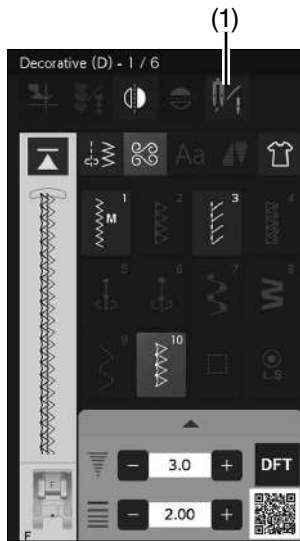 (1)
Decorative (D) - 1 / 6
Aa
1 2 3 4
M
5 6 7 8
9 10
L.S
3.0
DFT
2.00
F
F